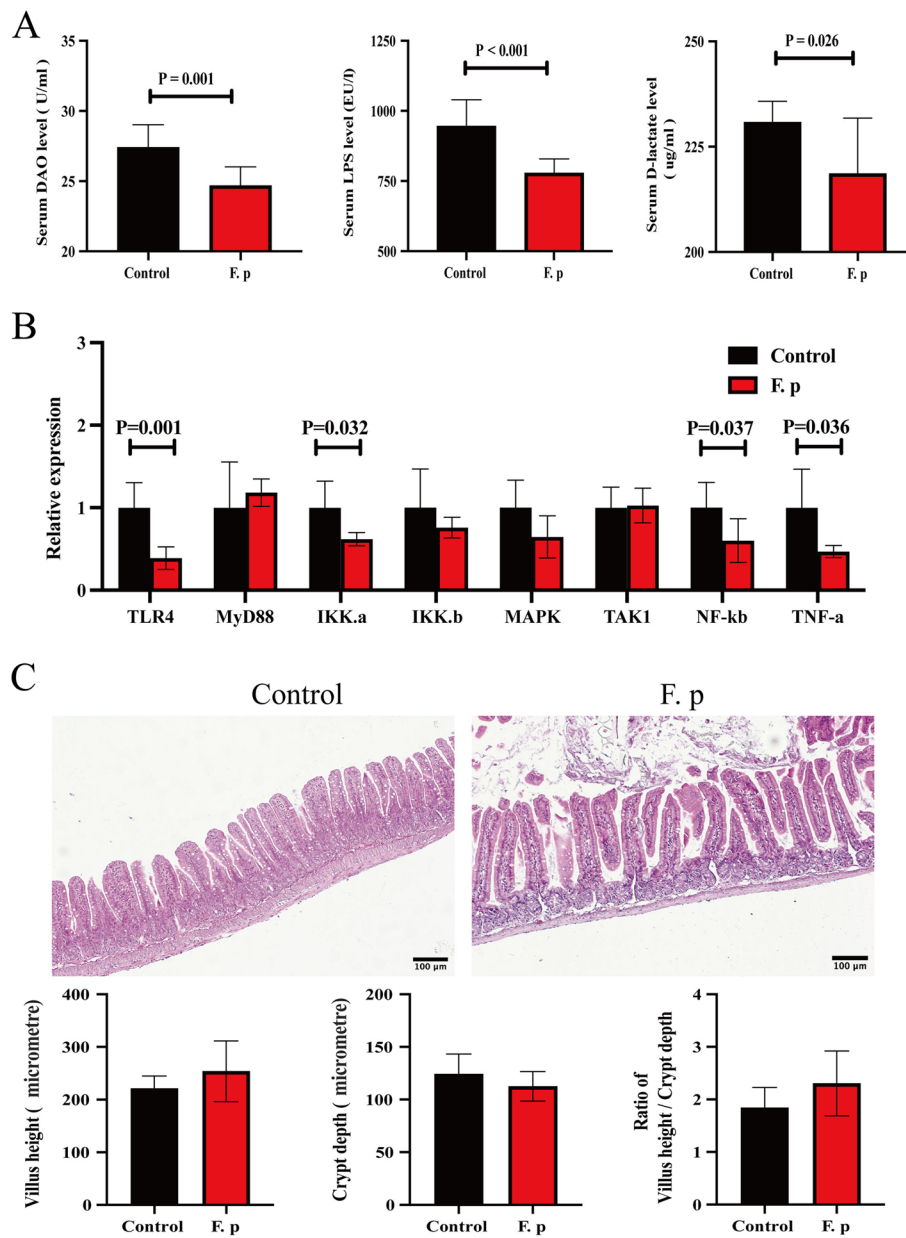 A
Serum DAO level ( U/ml )
35
30
25
20
P = 0.001
Control
F. p
Serum LPS level (EU/l)
1250
1000
750
500
P < 0.001
Control
F. p
Serum D-lactate level
( ug/ml )
250
225
200
P = 0.026
Control
F. p
B
Relative expression
3
2
1
0
Control
F. p
P=0.001
P=0.032
P=0.037
P=0.036
TLR4
MyD88
IKK.a
IKK.b
MAPK
TAK1
NF-kb
TNF-a
C
Control
F. p
100 μm
100 μm
Villus height ( micrometre)
400
300
200
100
0
Control
F. p
Crypt depth ( micrometre)
200
150
100
50
0
Control
F. p
Ratio of
Villus height / Crypt depth
4
3
2
1
0
Control
F. p